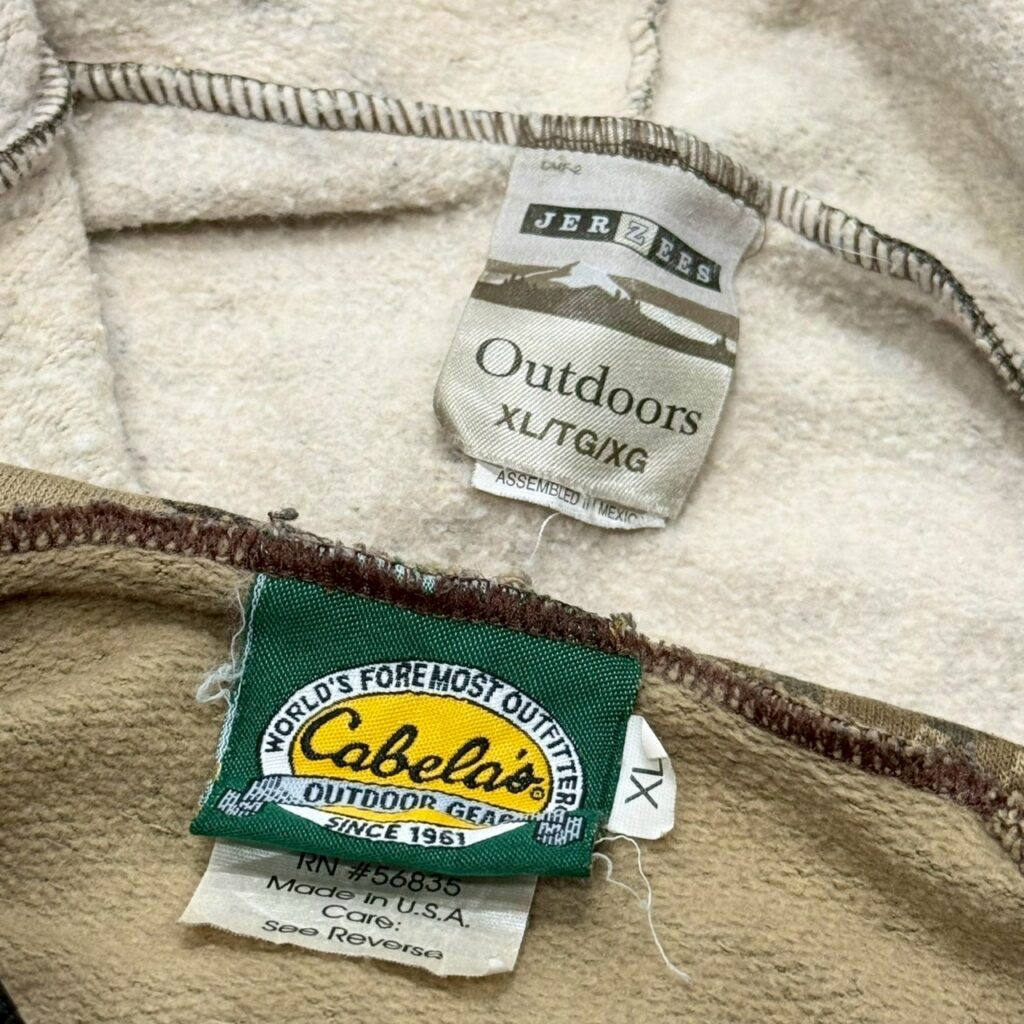 JERZEES
Outdoors
XL/TG/XG
ASSEMBLED IN MEXICO
WORLD'S FOREMOST OUTFITTER
Cabela's
OUTDOOR GEAR
SINCE 1961
XL
RN #56835
Made in U.S.A.
Care:
see Reverse